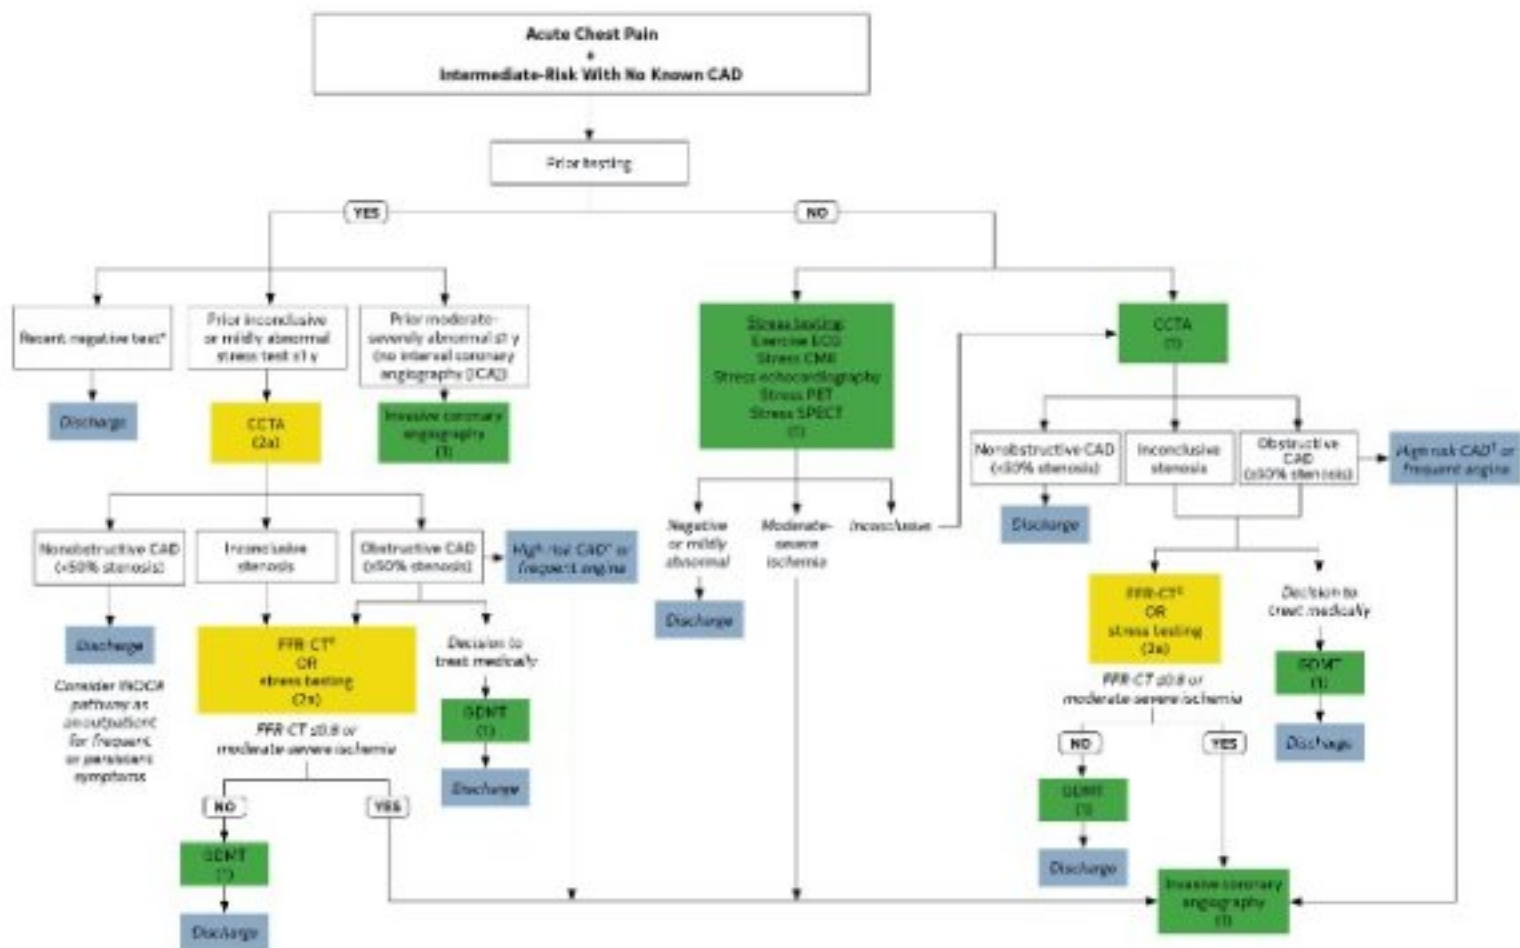 Acute Chest Pain
+
Intermediate-Risk With No Known CAD
Prior testing
YES
NO
Recent negative test*
Prior inconclusive
or mildly abnormal
stress test ≤1 y
Prior moderate-
severely abnormal ≤1 y
(no interval coronary
angiography [ICA])
Stress testing
Exercise ECG
Stress CMR
Stress echocardiography
Stress PET
Stress SPECT
(1)
CCTA
(1)
Discharge
CCTA
(2a)
Invasive coronary
angiography
(1)
Nonobstructive CAD
(<50% stenosis)
Inconclusive
stenosis
Obstructive
CAD
(≥50% stenosis)
High risk CAD† or
frequent angina
Negative
or mildly
abnormal
Moderate-
severe
ischemia
Inconclusive
Discharge
Nonobstructive CAD
(<50% stenosis)
Inconclusive
stenosis
Obstructive CAD
(≥50% stenosis)
High risk CAD† or
frequent angina
Discharge
FFR-CT
OR
stress testing
(2a)
Decision to
treat medically
Discharge
Consider INOCA
pathway as
an outpatient
for frequent
or persistent
symptoms
FFR-CT
OR
stress testing
(2a)
Decision to
treat medically
GDMT
(1)
Discharge
FFR-CT ≤0.8 or
moderate-severe ischemia
NO
YES
GDMT
(1)
Discharge
FFR-CT ≤0.8 or
moderate-severe ischemia
NO
YES
GDMT
(1)
Discharge
GDMT
(1)
Discharge
Invasive coronary
angiography
(1)